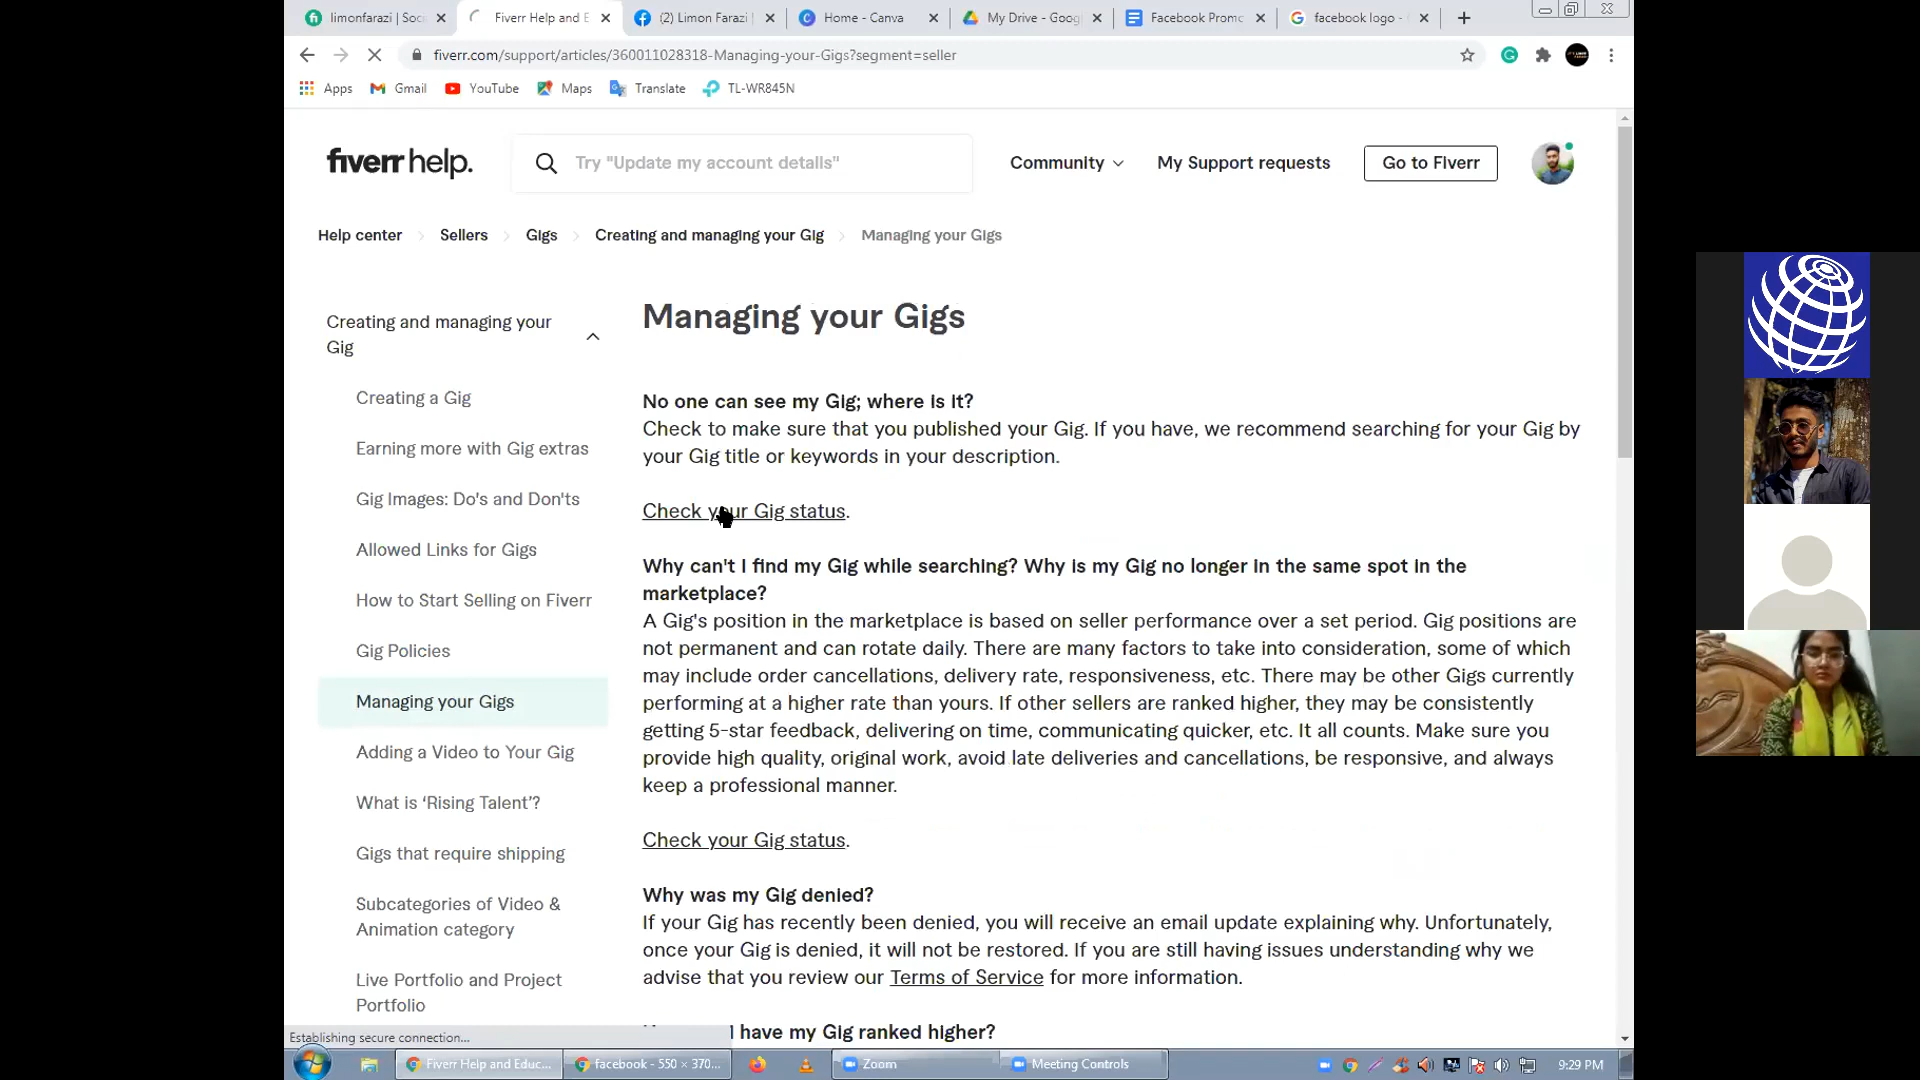 limonfarazi | Soc
Fiverr Help and E
(2) Limon Farazi
Home - Canva
My Drive - Goog
Facebook Promo
facebook logo -
fiverr.com/support/articles/360011028318-Managing-your-Gigs?segment=seller
Apps
Gmail
YouTube
Maps
Translate
TL-WR845N
fiverr help.
Try "Update my account details"
Community
My Support requests
Go to Fiverr
Help center
Sellers
Gigs
Creating and managing your Gig
Managing your Gigs
Creating and managing your
Gig
Creating a Gig
Earning more with Gig extras
Gig Images: Do's and Don'ts
Allowed Links for Gigs
How to Start Selling on Fiverr
Gig Policies
Managing your Gigs
Adding a Video to Your Gig
What is ‘Rising Talent’?
Gigs that require shipping
Subcategories of Video &
Animation category
Live Portfolio and Project
Portfolio
Managing your Gigs
No one can see my Gig; where is it?
Check to make sure that you published your Gig. If you have, we recommend searching for your Gig by
your Gig title or keywords in your description.
Check your Gig status.
Why can't I find my Gig while searching? Why is my Gig no longer in the same spot in the
marketplace?
A Gig's position in the marketplace is based on seller performance over a set period. Gig positions are
not permanent and can rotate daily. There are many factors to take into consideration, some of which
may include order cancellations, delivery rate, responsiveness, etc. There may be other Gigs currently
performing at a higher rate than yours. If other sellers are ranked higher, they may be consistently
getting 5-star feedback, delivering on time, communicating quicker, etc. It all counts. Make sure you
provide high quality, original work, avoid late deliveries and cancellations, be responsive, and always
keep a professional manner.
Check your Gig status.
Why was my Gig denied?
If your Gig has recently been denied, you will receive an email update explaining why. Unfortunately,
once your Gig is denied, it will not be restored. If you are still having issues understanding why we
advise that you review our Terms of Service for more information.
I have my Gig ranked higher?
Establishing secure connection...
Fiverr Help and Educ...
facebook - 550 × 370...
Zoom
Meeting Controls
9:29 PM